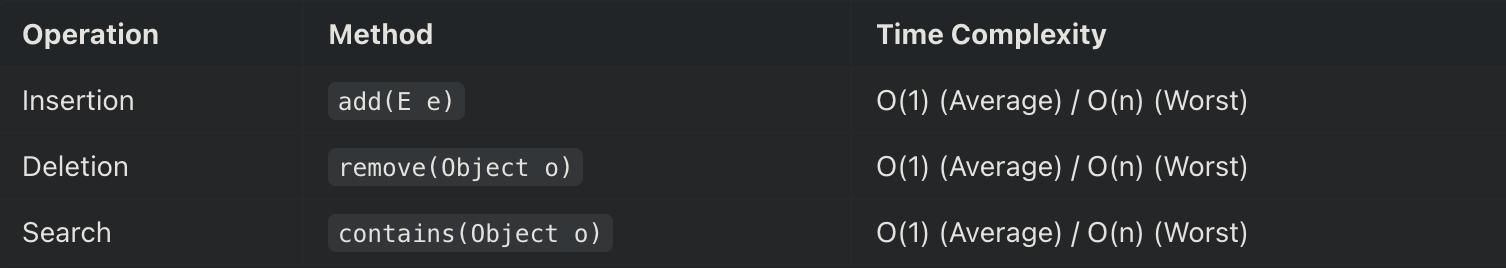 Operation Method Time Complexity
Insertion add(E e) O(1) (Average) / O(n) (Worst)
Deletion remove(Object o) O(1) (Average) / O(n) (Worst)
Search contains(Object o) O(1) (Average) / O(n) (Worst)